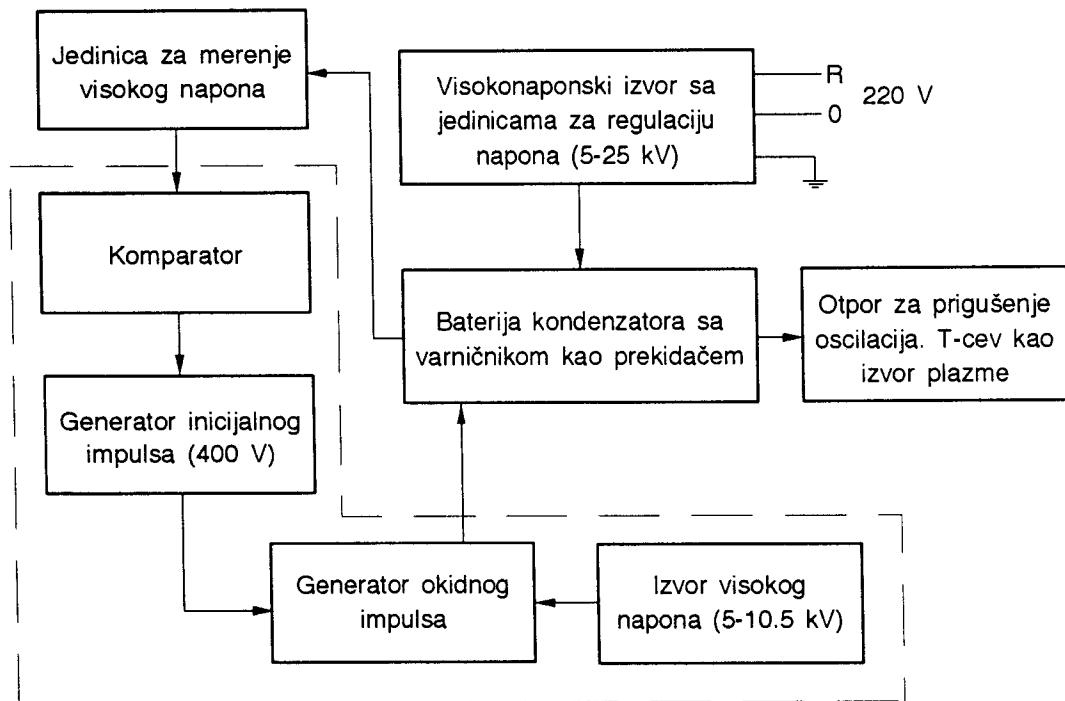 Jedinica za merenje
visokog napona
Visokonaponski izvor sa
jedinicama za regulaciju
napona (5-25 kV)
R
0
220 V
Komparator
Baterija kondenzatora sa
varničnikom kao prekidačem
Otpor za prigušenje
oscilacija. T-cev kao
izvor plazme
Generator inicijalnog
impulsa (400 V)
Generator okidnog
impulsa
Izvor visokog
napona (5-10.5 kV)